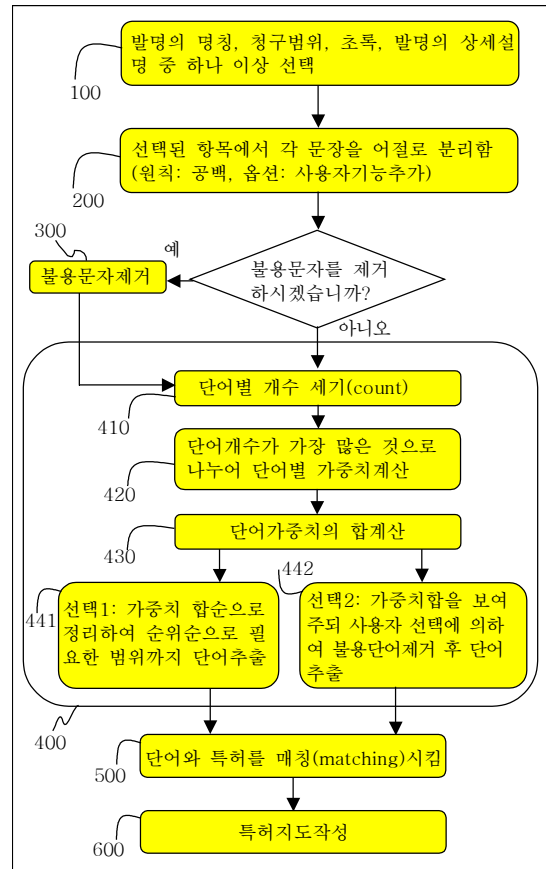 발명의 명칭, 청구범위, 초록, 발명의 상세설
명 중 하나 이상 선택
100
선택된 항목에서 각 문장을 어절로 분리함
(원칙: 공백, 옵션: 사용자기능추가)
200
300
예
불용문자제거
불용문자를 제거
하시겠습니까?
아니오
단어별 개수 세기(count)
410
단어개수가 가장 많은 것으로
나누어 단어별 가중치계산
420
단어가중치의 합계산
430
441
선택1: 가중치 합순으로
정리하여 순위순으로 필
요한 범위까지 단어추출
442
선택2: 가중치합을 보여
주되 사용자 선택에 의하
여 불용단어제거 후 단어
추출
400
단어와 특허를 매칭(matching)시킴
500
특허지도작성
600